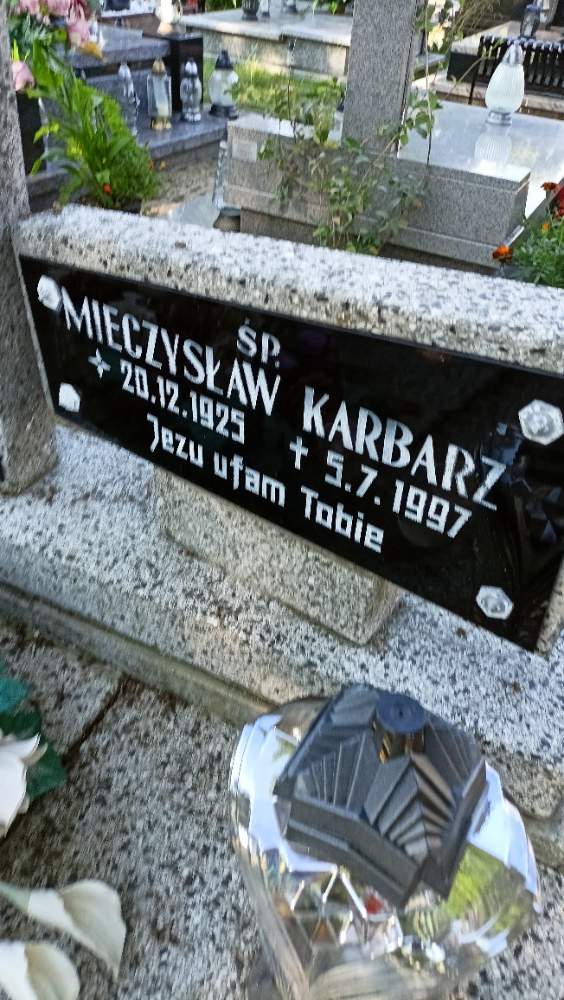 ŚP.
MIECZYSŁAW KARBARZ
20.12.1925 + 5.7.1997
Jezu ufam Tobie